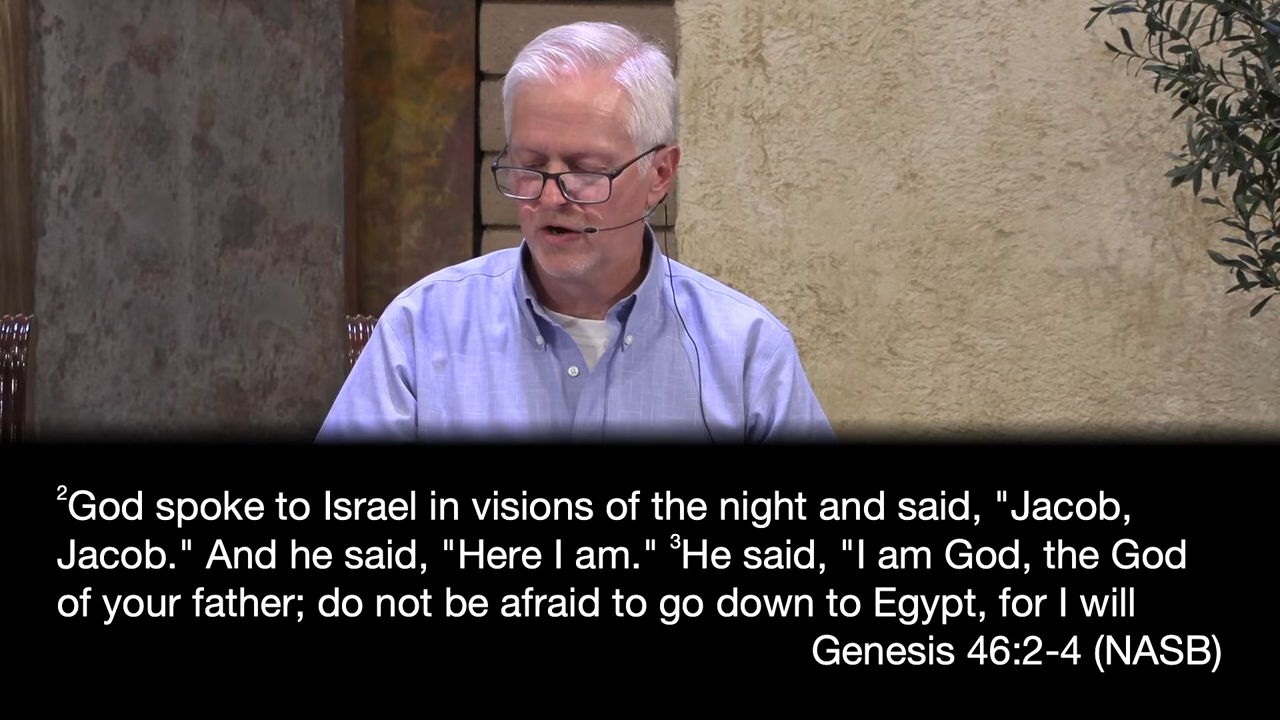 ²God spoke to Israel in visions of the night and said, "Jacob,
Jacob." And he said, "Here I am." ³He said, "I am God, the God
of your father; do not be afraid to go down to Egypt, for I will
Genesis 46:2-4 (NASB)